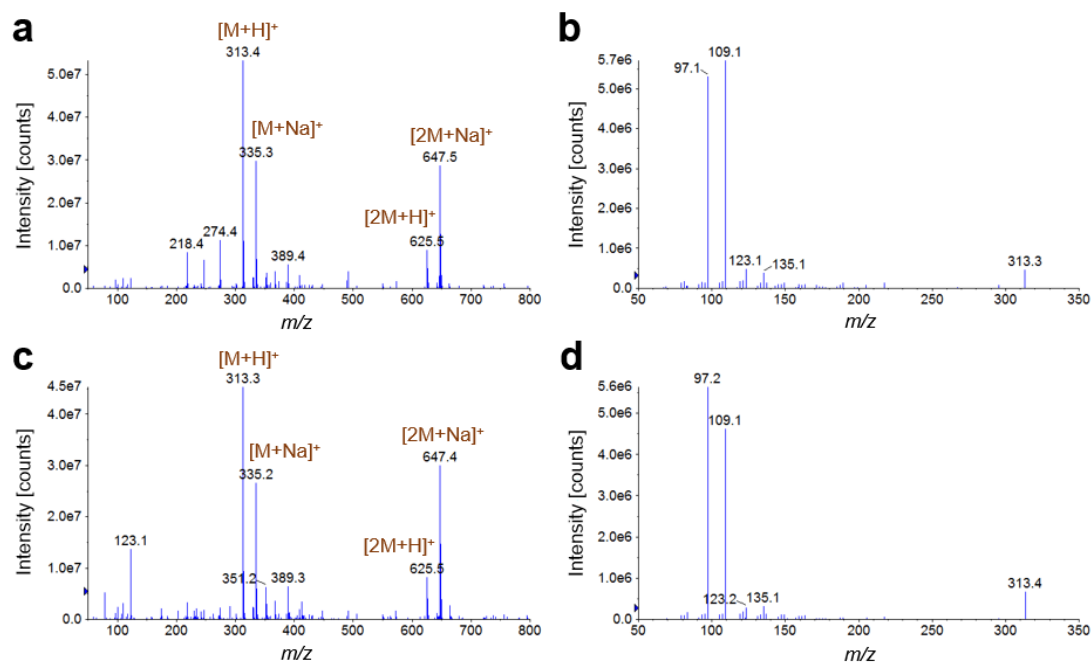 a
[M+H]+
313.4
5.0e7
4.0e7
3.0e7
2.0e7
1.0e7
0.0
Intensity [counts]
[M+Na]+
335.3
[2M+Na]+
647.5
[2M+H]+
625.5
218.4
274.4
389.4
100
200
300
400
500
600
700
800
m/z
b
5.7e6
5.0e6
4.0e6
3.0e6
2.0e6
1.0e6
0.0
Intensity [counts]
97.1
109.1
123.1
135.1
313.3
50
100
150
200
250
300
350
m/z
c
[M+H]+
313.3
4.5e7
4.0e7
3.0e7
2.0e7
1.0e7
0.0
Intensity [counts]
[M+Na]+
335.2
[2M+Na]+
647.4
[2M+H]+
625.5
123.1
351.2
389.3
100
200
300
400
500
600
700
800
m/z
d
5.6e6
5.0e6
4.0e6
3.0e6
2.0e6
1.0e6
0.0
Intensity [counts]
97.2
109.1
123.2
135.1
313.4
50
100
150
200
250
300
350
m/z